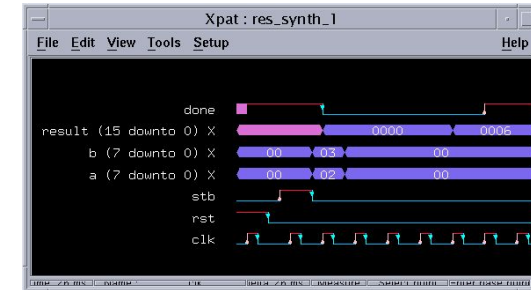 Xpat : res_synth_1
File Edit View Tools Setup Help
done
result (15 downto 0) X 0000 0006
b (7 downto 0) X 00 03 00
a (7 downto 0) X 00 02 00
stb
rst
clk